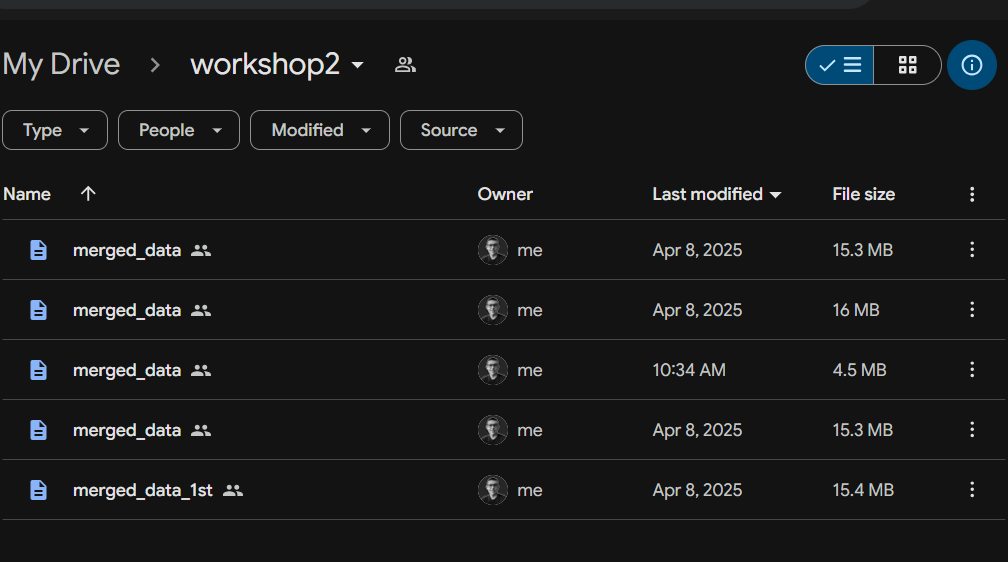 My Drive > workshop2
Type People Modified Source
Name Owner Last modified File size
merged_data me Apr 8, 2025 15.3 MB
merged_data me Apr 8, 2025 16 MB
merged_data me 10:34 AM 4.5 MB
merged_data me Apr 8, 2025 15.3 MB
merged_data_1st me Apr 8, 2025 15.4 MB